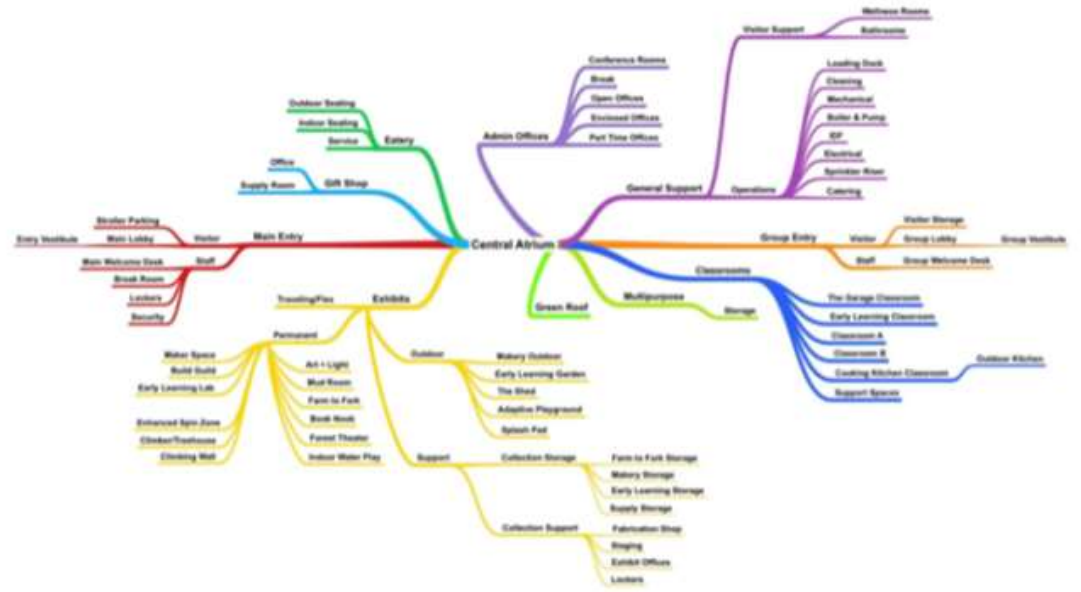 Wellness Rooms
Visitor Support
Bathrooms
Conference Rooms
Break
Open Offices
Enclosed Offices
Part Time Offices
Admin Offices
Loading Dock
Cleaning
Mechanical
Boiler & Pump
IDF
Electrical
Sprinkler Riser
Catering
General Support
Operations
Outdoor Seating
Indoor Seating
Service
Eatery
Office
Supply Room
Gift Shop
Stroller Parking
Entry Vestibule
Main Lobby
Visitor
Main Entry
Main Welcome Desk
Staff
Break Room
Lockers
Security
Central Atrium
Group Entry
Visitor
Visitor Storage
Group Lobby
Group Vestibule
Staff
Group Welcome Desk
Classrooms
The Garage Classroom
Early Learning Classroom
Classroom A
Classroom B
Cooking Kitchen Classroom
Outdoor Kitchen
Support Spaces
Multipurpose
Storage
Green Roof
Traveling/Flex
Exhibits
Permanent
Maker Space
Build Guild
Early Learning Lab
Enhanced Spin Zone
Climber/Treehouse
Climbing Wall
Art + Light
Mud Room
Farm to Fork
Book Nook
Forest Theater
Indoor Water Play
Outdoor
Makery Outdoor
Early Learning Garden
The Shed
Adaptive Playground
Splash Pad
Support
Collection Storage
Farm to Fork Storage
Makery Storage
Early Learning Storage
Supply Storage
Collection Support
Fabrication Shop
Staging
Exhibit Offices
Lockers